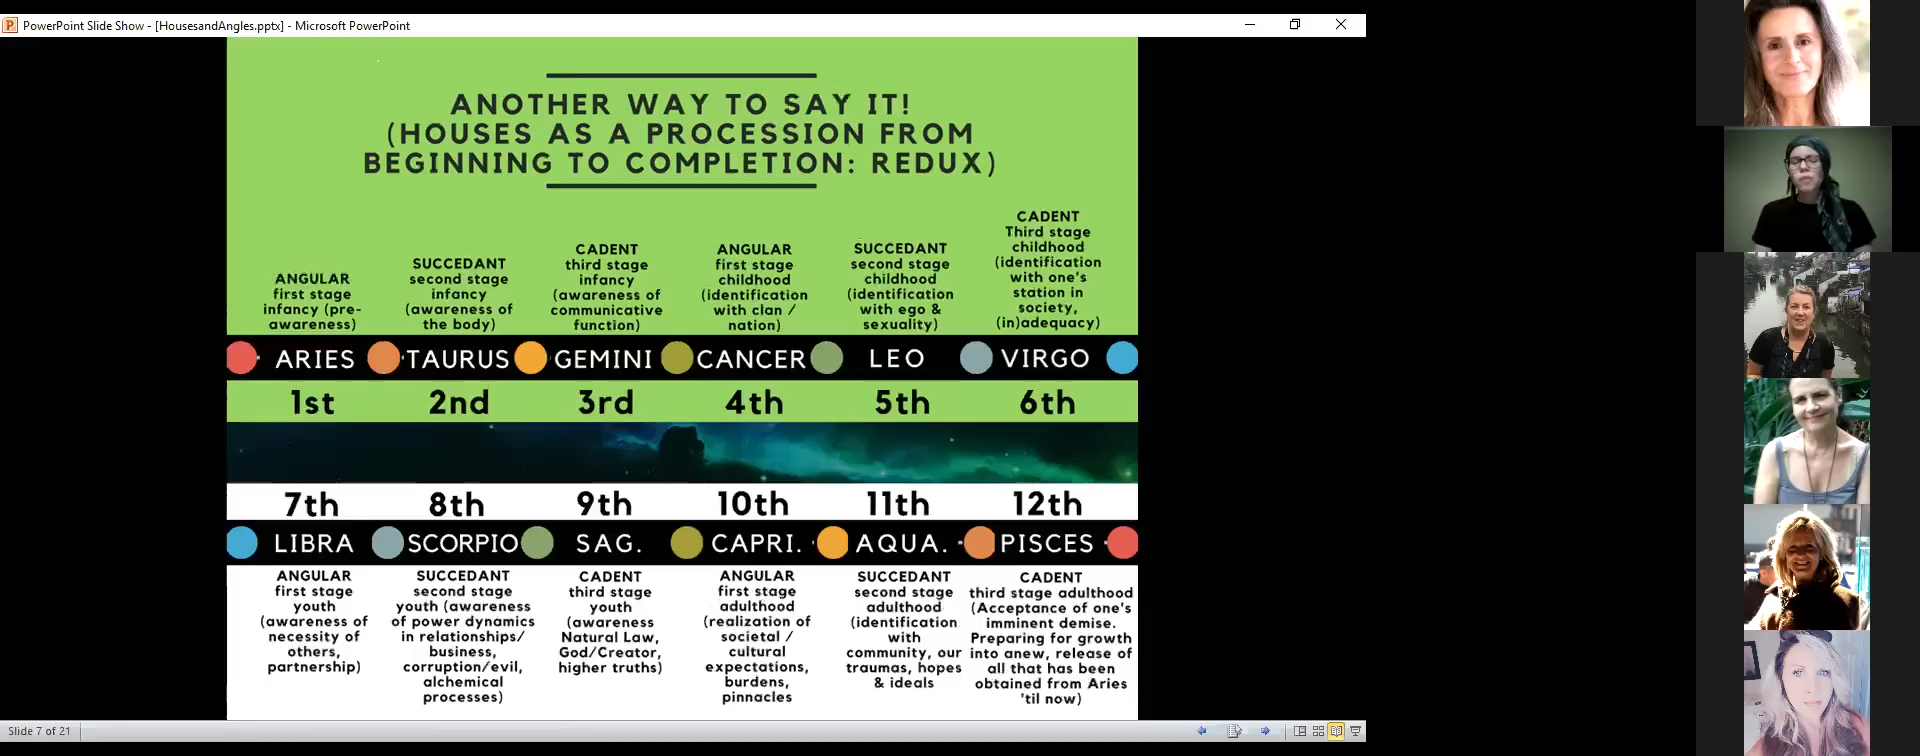 PowerPoint Slide Show - [HousesandAngles.pptx] - Microsoft PowerPoint
ANOTHER WAY TO SAY IT!
(HOUSES AS A PROCESSION FROM
BEGINNING TO COMPLETION: REDUX)
ANGULAR
first stage
infancy (pre-
awareness)
SUCCEDANT
second stage
infancy
(awareness of
the body)
CADENT
third stage
infancy
(awareness of
communicative
function)
ANGULAR
first stage
childhood
(identification
with clan /
nation)
SUCCEDANT
second stage
childhood
(identification
with ego &
sexuality)
CADENT
Third stage
childhood
(identification
with one's
station in
society,
(in)adequacy)
ARIES TAURUS GEMINI CANCER LEO VIRGO
1st 2nd 3rd 4th 5th 6th
7th 8th 9th 10th 11th 12th
LIBRA SCORPIO SAG. CAPRI. AQUA. PISCES
ANGULAR
first stage
youth
(awareness of
necessity of
others,
partnership)
SUCCEDANT
second stage
youth (awareness
of power dynamics
in relationships/
business,
corruption/evil,
alchemical
processes)
CADENT
third stage
youth
(awareness
Natural Law,
God/Creator,
higher truths)
ANGULAR
first stage
adulthood
(realization of
societal /
cultural
expectations,
burdens,
pinnacles
SUCCEDANT
second stage
adulthood
(identification
with
community, our
traumas, hopes
& ideals
CADENT
third stage adulthood
(Acceptance of one's
imminent demise.
Preparing for growth
into anew, release of
all that has been
obtained from Aries
'til now)
Slide 7 of 21